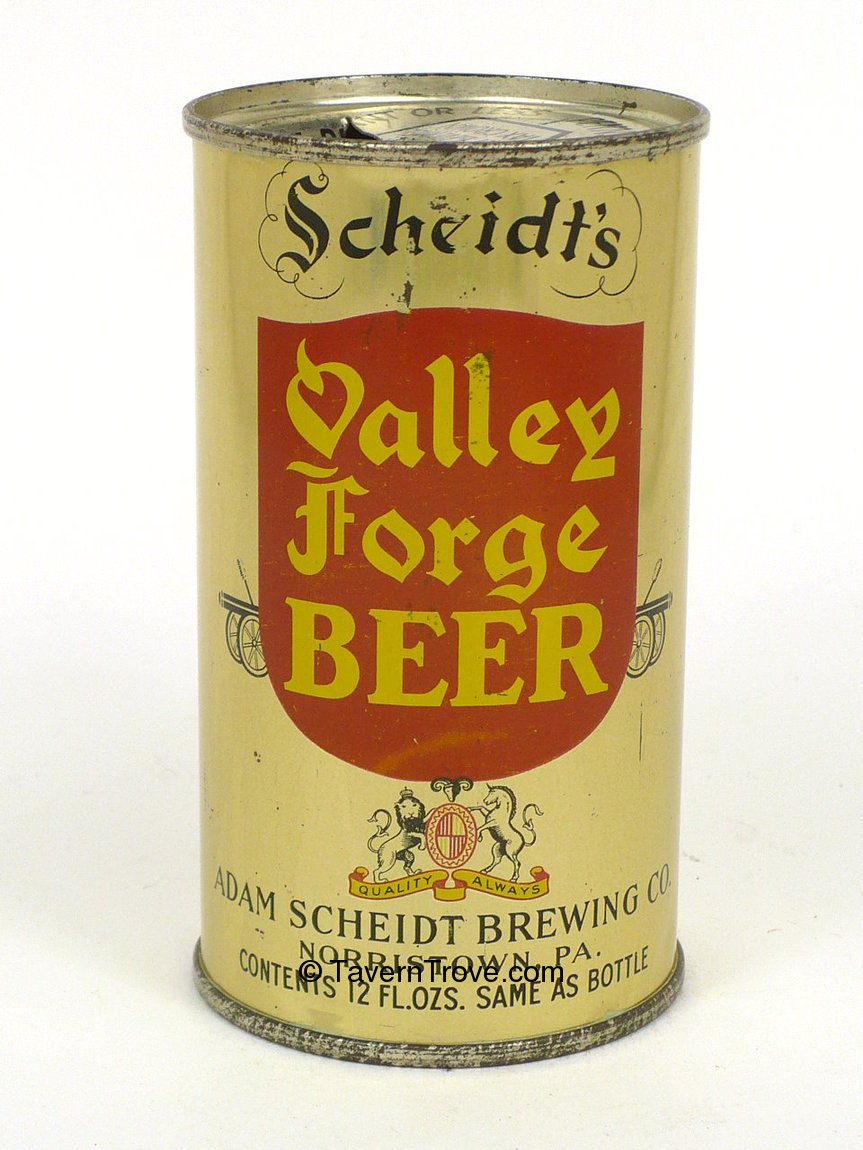 Scheidt's
Valley
Forge
BEER
QUALITY ALWAYS
ADAM SCHEIDT BREWING CO.
NORRISTOWN, PA.
© TavernTrove.com
CONTENTS 12 FL.OZS. SAME AS BOTTLE